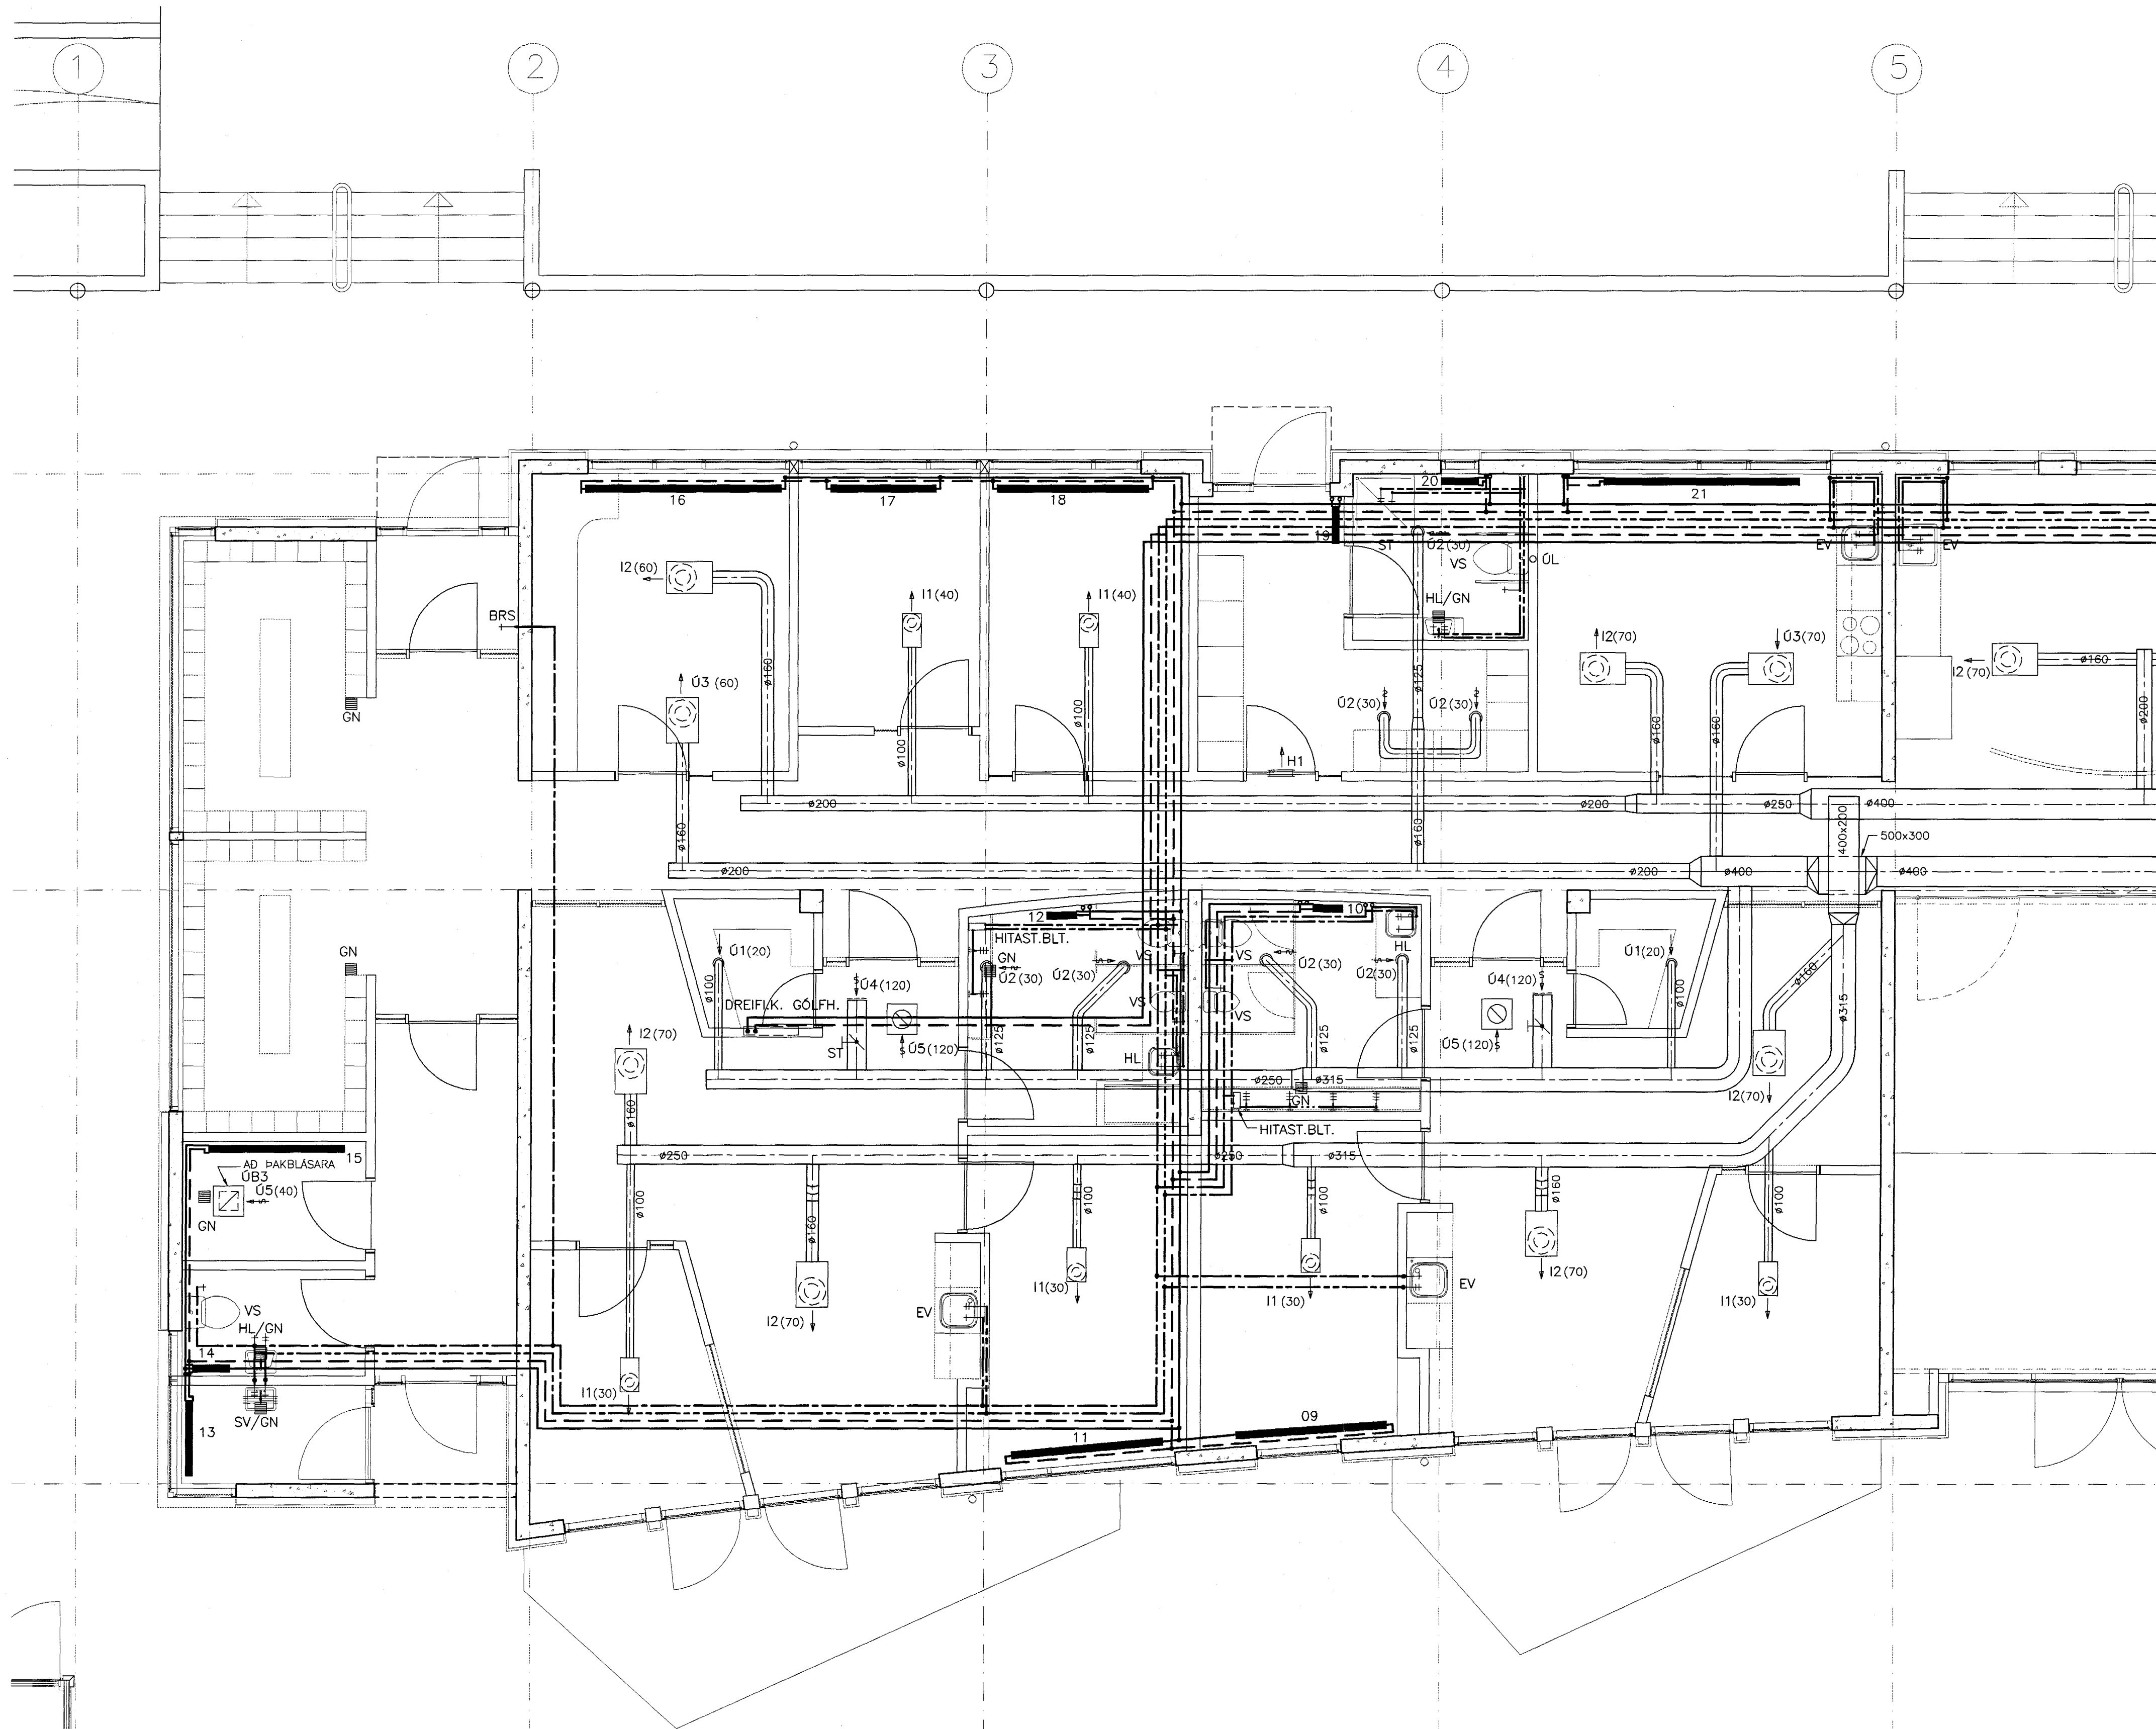 1 2 3 4 5
16 17 18 20 21
19
EV EV
I2(60) ST Ú2(30) VS ÚL
BRS I1(40) I1(40) HL/GN
ø160 ø125
I2(70) Ú3(70) I2(70) ø160
Ú3 (60)
GN Ú2(30) Ú2(30)
ø100 ø100 ø160 ø160 ø200
H1
ø200 ø200 ø250 ø400
ø160 ø160 400x200 500x300
ø200 ø200 ø400 ø400
12 10
HITAST.BLT. HL
GN Ú1(20) GN Ú2(30) Ú2(30) VS VS Ú2(30) Ú2(30) Ú1(20)
ø100 Ú4(120) Ú4(120) ø100 ø160
DREIFIK. GÓLFH. VS VS ø315
I2(70) ST Ú5(120) ø125 ø125 HL ø125 ø125 Ú5(120)
ø250 ø315
I2(70)
ø160 GN
HITAST.BLT.
ø250 ø250 ø315
15
AÐ ÞAKBLÁSARA
ÚB3
Ú5(40)
GN
ø100 ø160 ø100 ø100 ø160 ø100
VS I2(70) EV I1(30) I1(30) EV I2(70) I1(30)
HL/GN
14
I1(30)
SV/GN
13 11 09